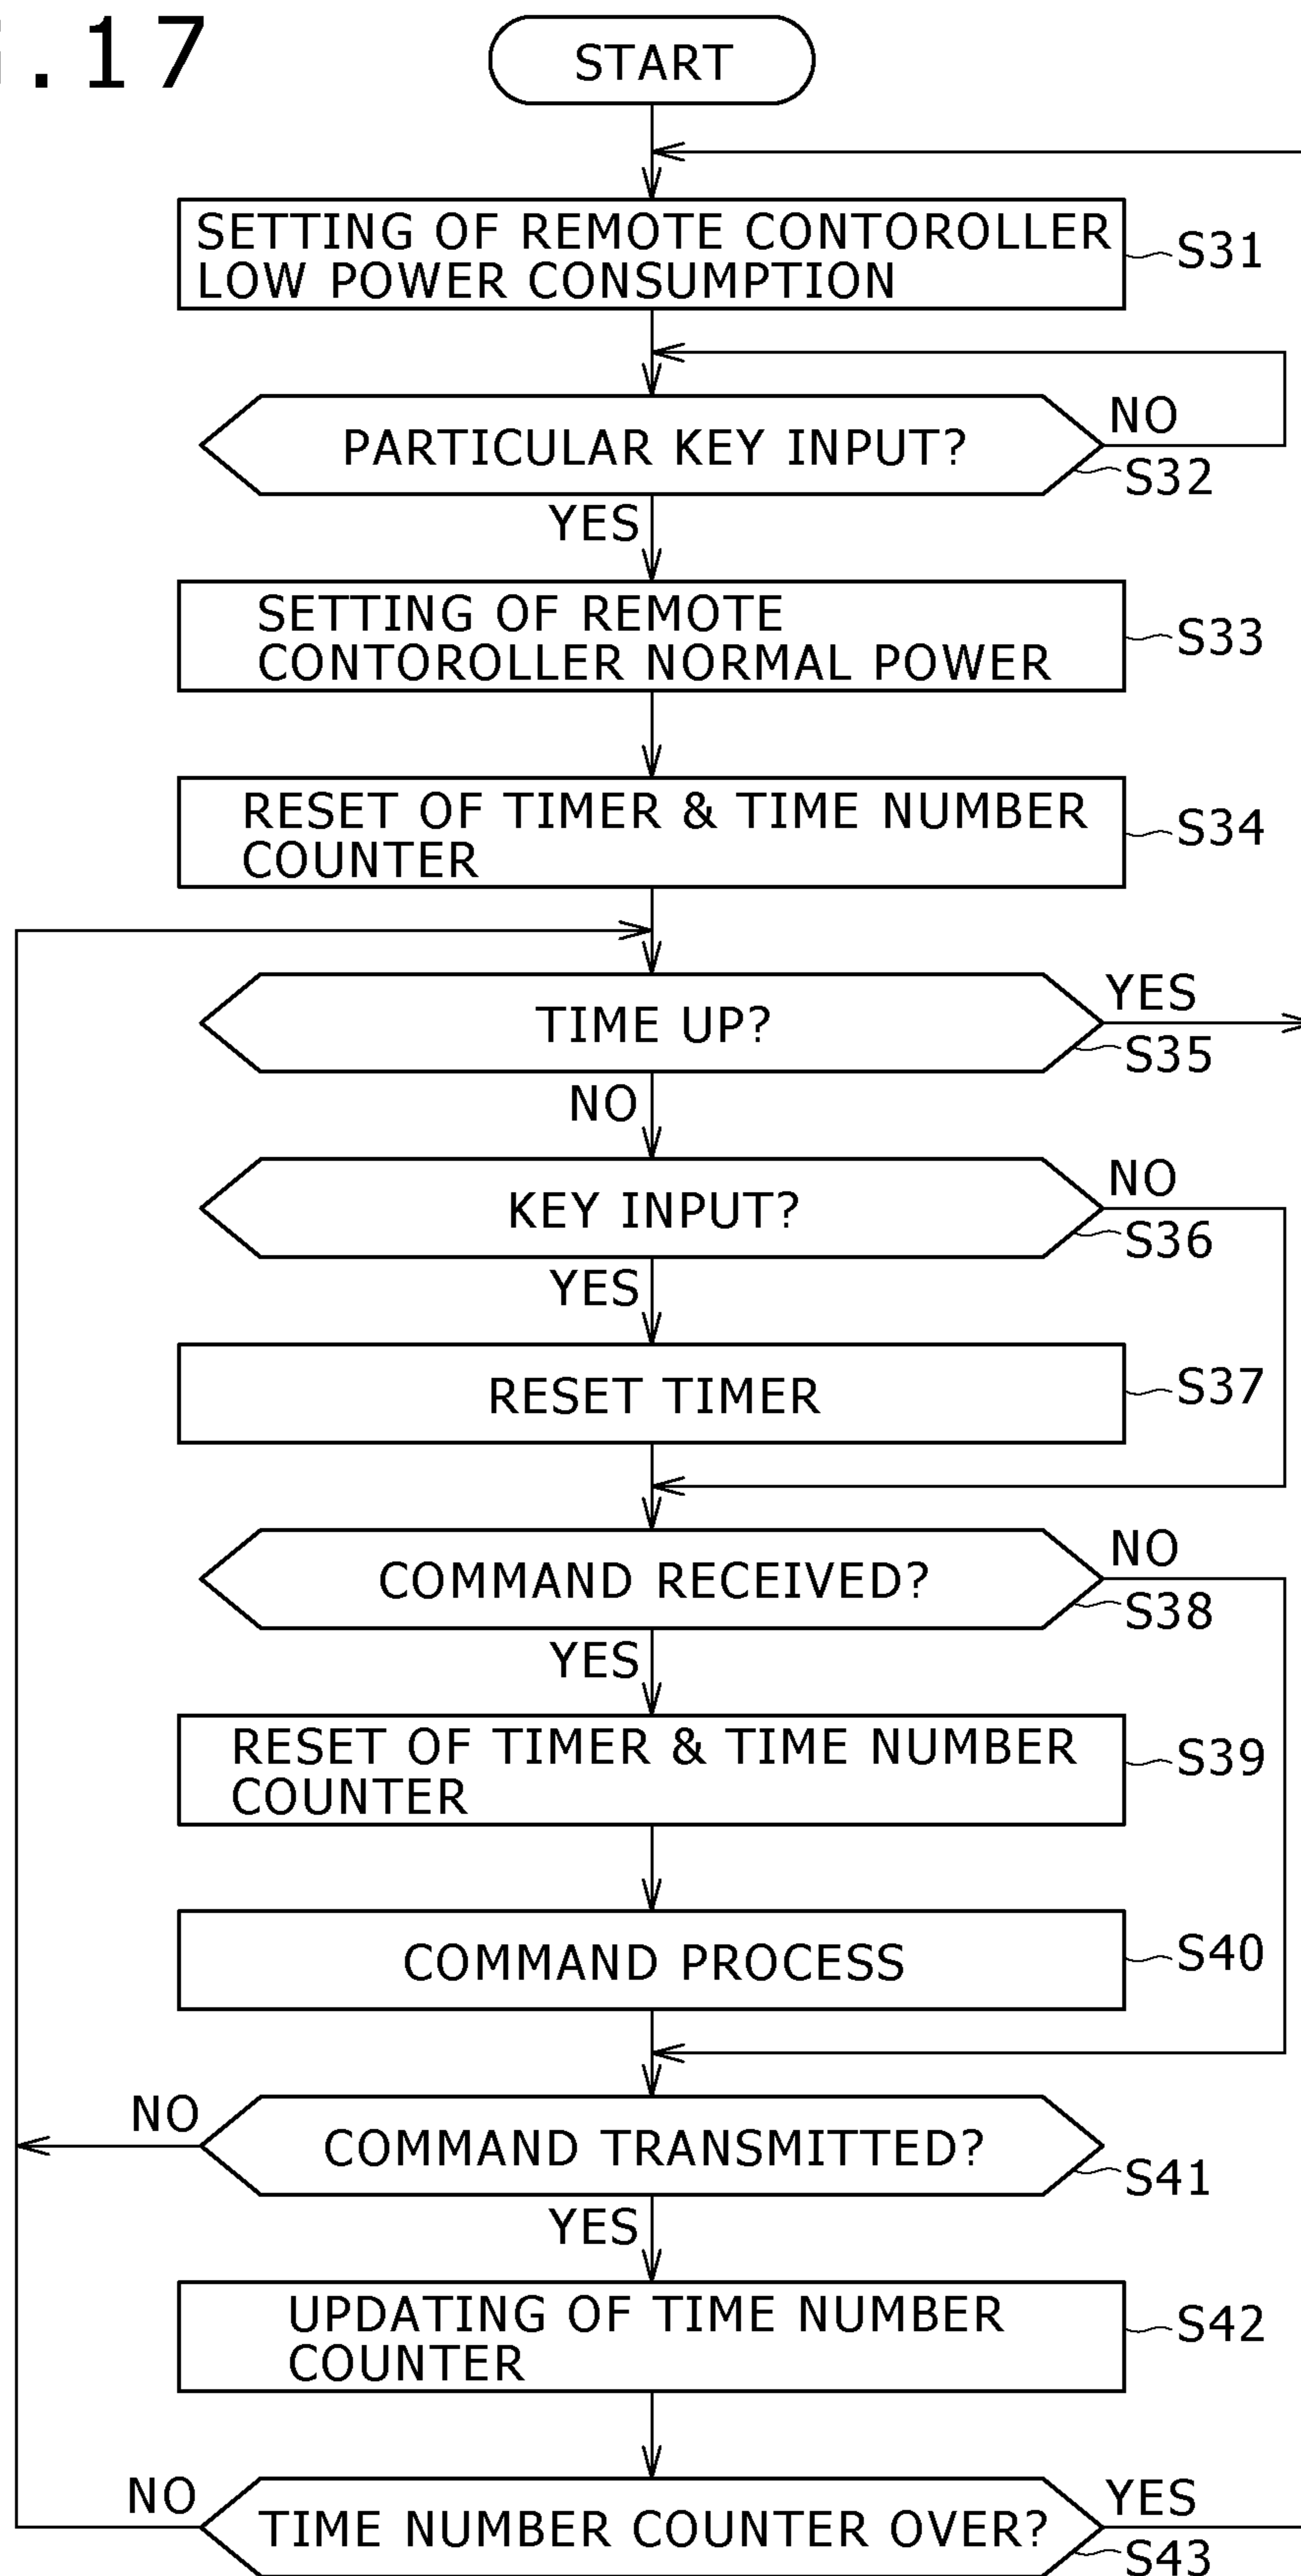 .17
START
SETTING OF REMOTE CONTOROLLER
LOW POWER CONSUMPTION
S31
NO
PARTICULAR KEY INPUT?
S32
YES
SETTING OF REMOTE
CONTOROLLER NORMAL POWER
S33
RESET OF TIMER & TIME NUMBER
COUNTER
S34
YES
TIME UP?
S35
NO
NO
KEY INPUT?
S36
YES
RESET TIMER
S37
NO
COMMAND RECEIVED?
S38
YES
RESET OF TIMER & TIME NUMBER
COUNTER
S39
COMMAND PROCESS
S40
NO
COMMAND TRANSMITTED?
S41
YES
UPDATING OF TIME NUMBER
COUNTER
S42
NO
YES
TIME NUMBER COUNTER OVER?
S43